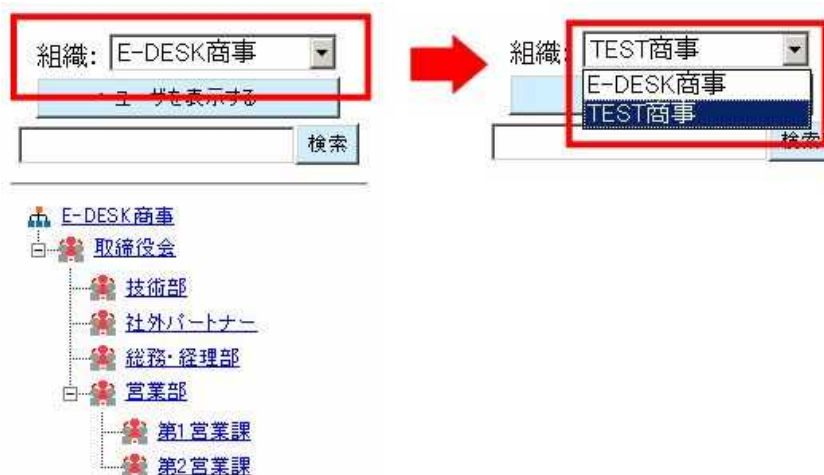 組織: E-DESK商事
ユーザを表示する
検索
E-DESK商事
取締役会
技術部
社外パートナー
総務・経理部
営業部
第1営業課
第2営業課
組織: TEST商事
E-DESK商事
TEST商事
検索